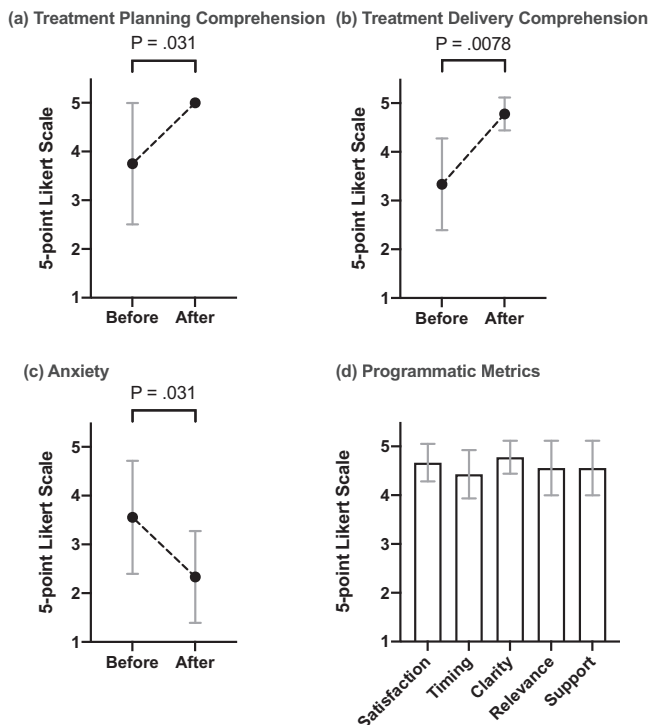 (a) Treatment Planning Comprehension
P = .031
5-point Likert Scale
5
4
3
2
1
Before After
(b) Treatment Delivery Comprehension
P = .0078
5-point Likert Scale
5
4
3
2
1
Before After
(c) Anxiety
P = .031
5-point Likert Scale
5
4
3
2
1
Before After
(d) Programmatic Metrics
5-point Likert Scale
5
4
3
2
1
Satisfaction
Timing
Clarity
Relevance
Support